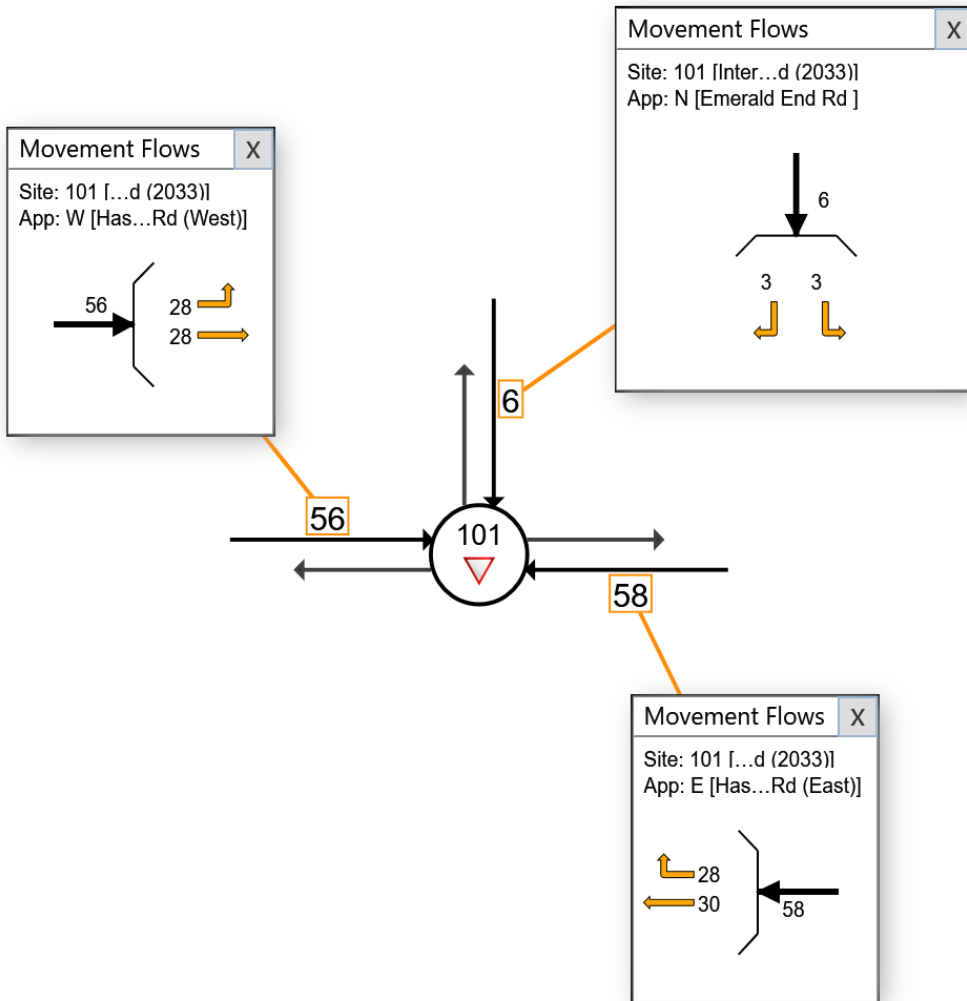 Movement Flows X
Site: 101 [Inter…d (2033)]
App: N [Emerald End Rd ]
6
3 3
Movement Flows X
Site: 101 […d (2033)]
App: W [Has…Rd (West)]
56
28
28
6
56
101
58
Movement Flows X
Site: 101 […d (2033)]
App: E [Has…Rd (East)]
28
30
58